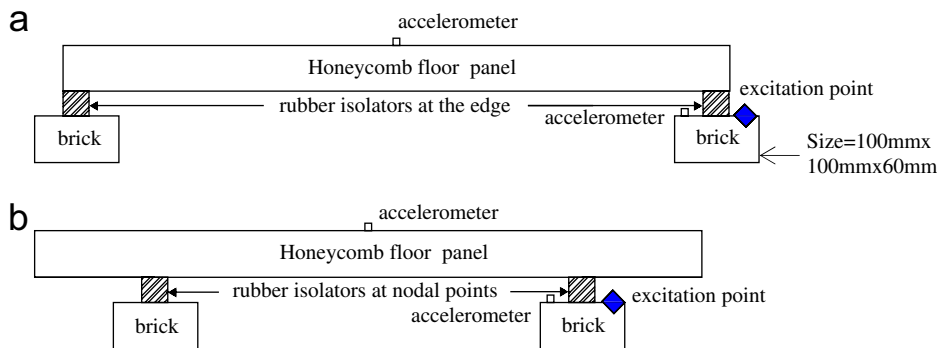 a
accelerometer
Honeycomb floor panel
excitation point
rubber isolators at the edge
accelerometer
brick
brick
Size=100mmx
100mmx60mm
b
accelerometer
Honeycomb floor panel
rubber isolators at nodal points
excitation point
accelerometer
brick
brick